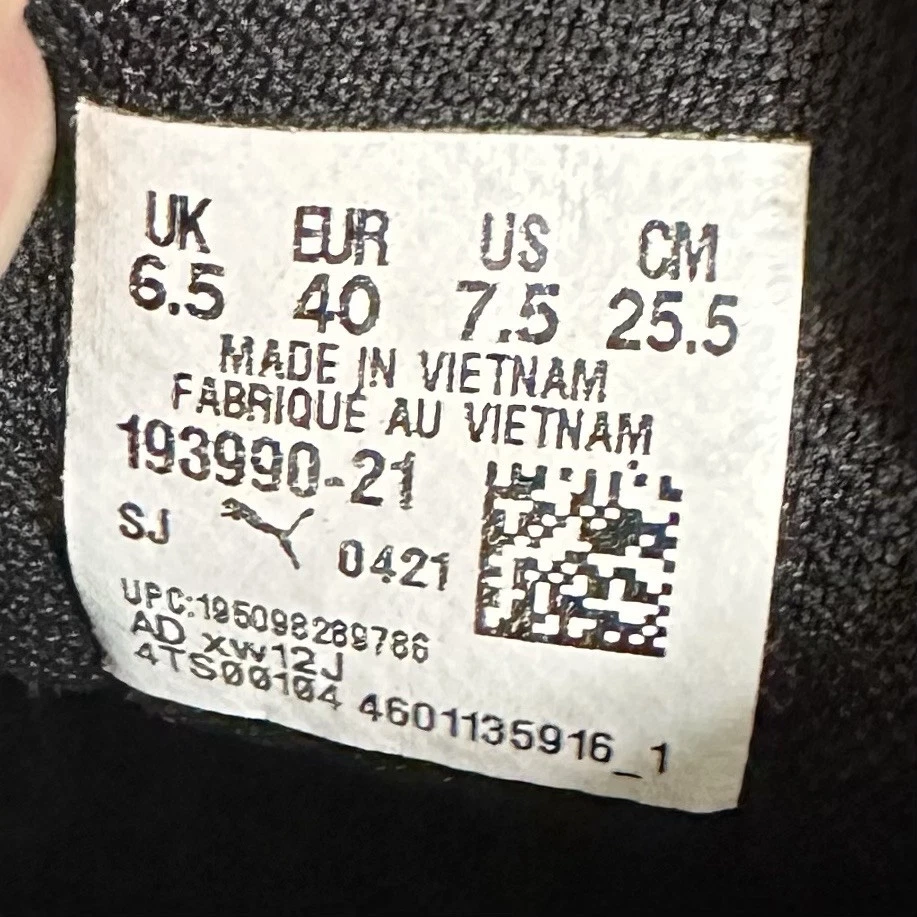 UK EUR US CM
6.5 40 7.5 25.5
MADE IN VIETNAM
FABRIQUE AU VIETNAM
193990-21
SJ 0421
UPC:195098289786
AD XW12J
4TS00104 4601135916_1